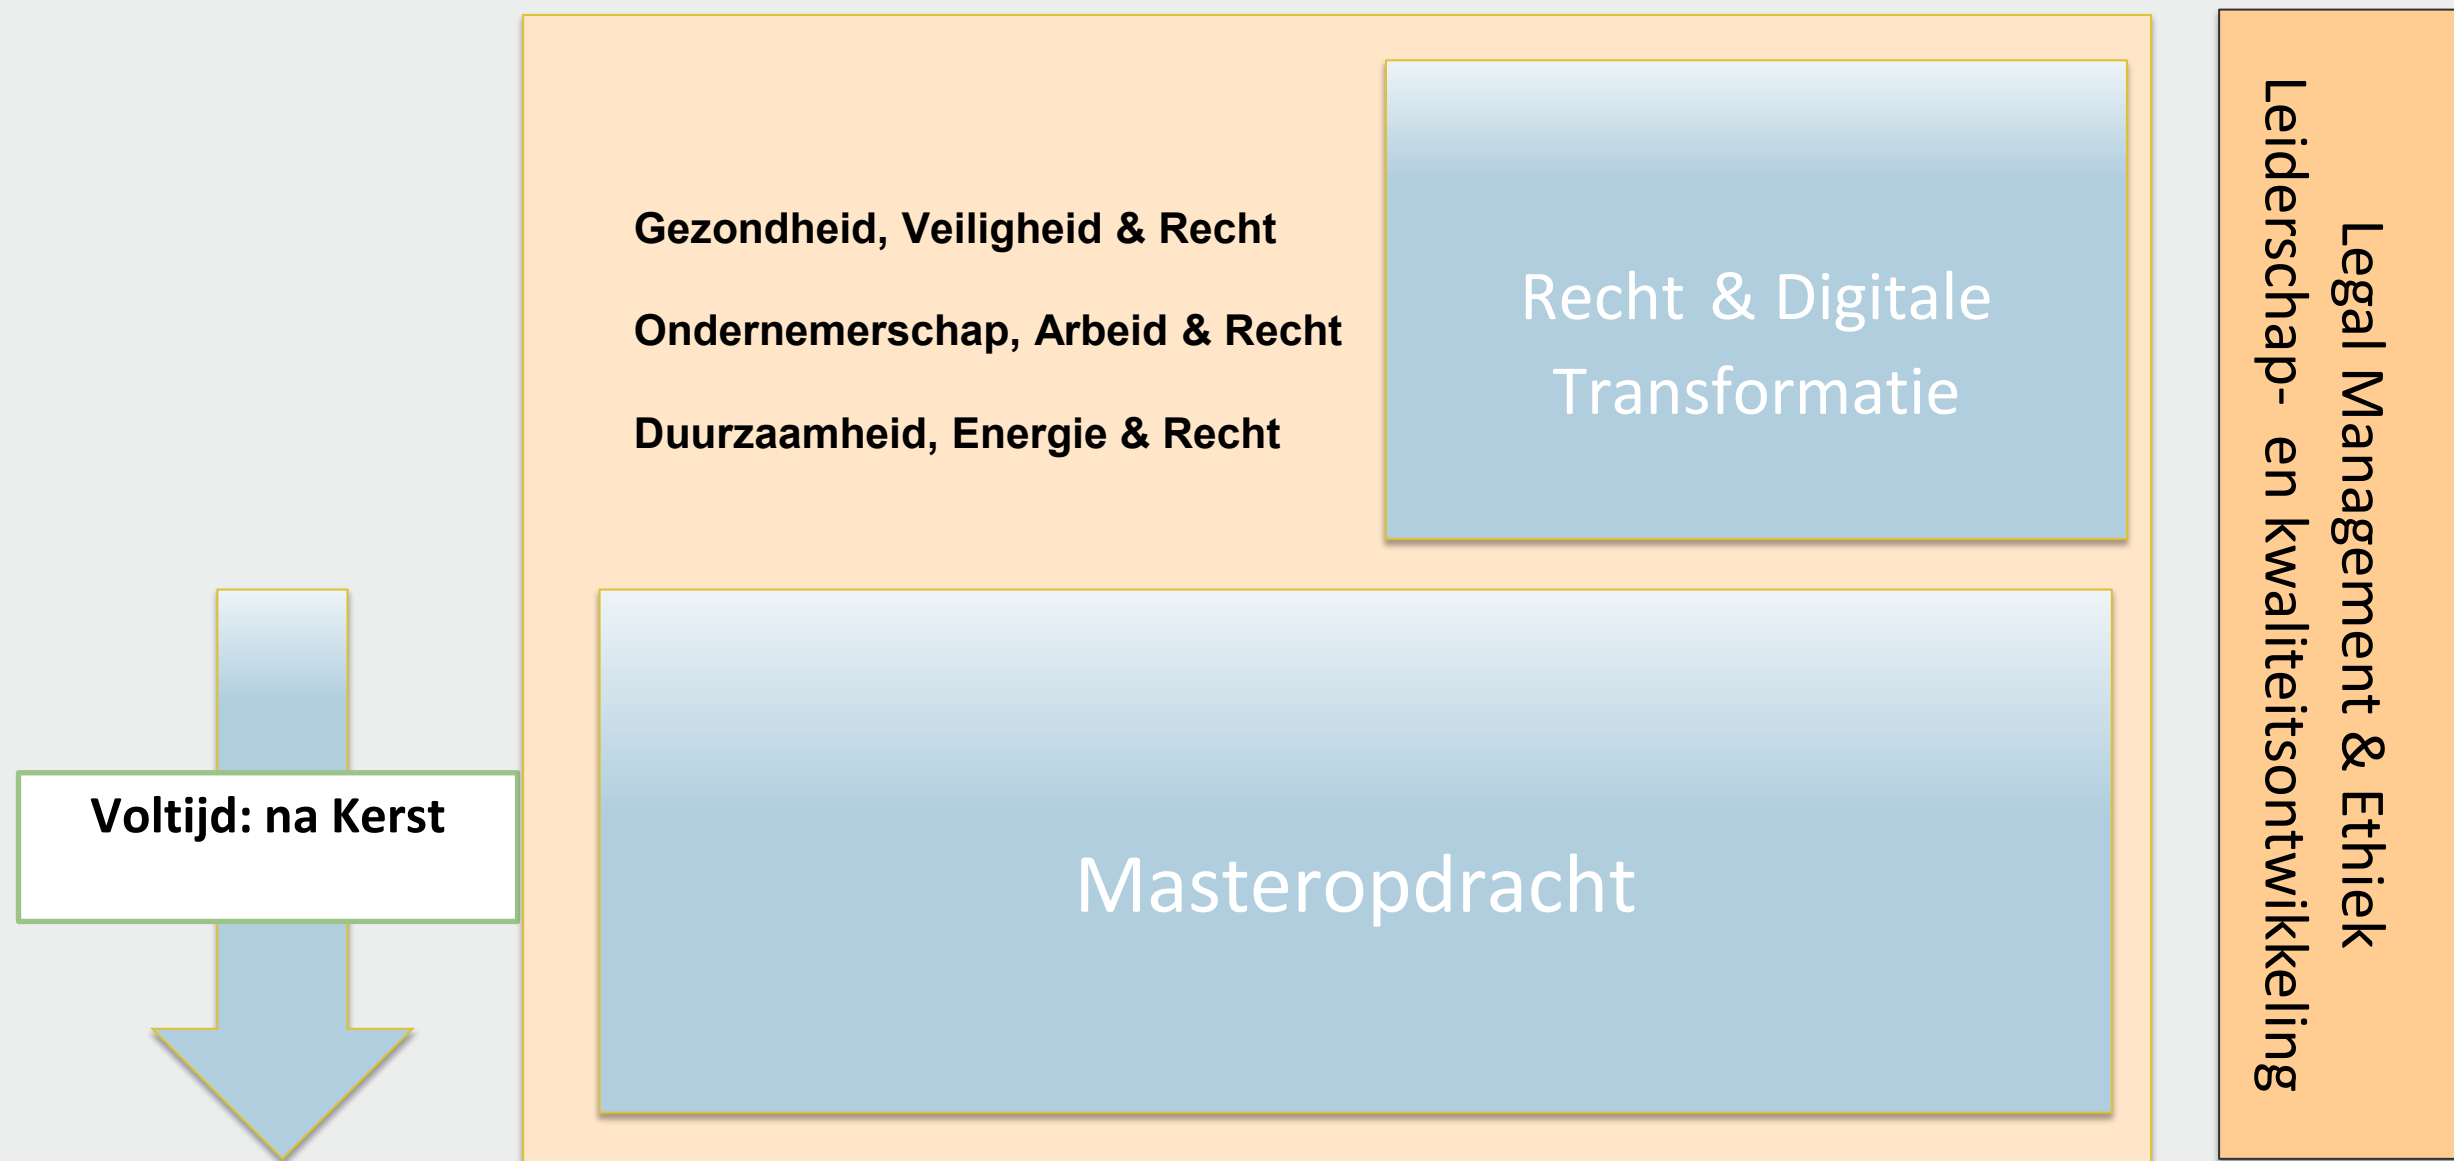 Gezondheid, Veiligheid & Recht
Ondernemerschap, Arbeid & Recht
Duurzaamheid, Energie & Recht
Recht & Digitale
Transformatie
Voltijd: na Kerst
Masteropdracht
Legal Management & Ethiek
Leiderschap- en kwaliteitsontwikkeling